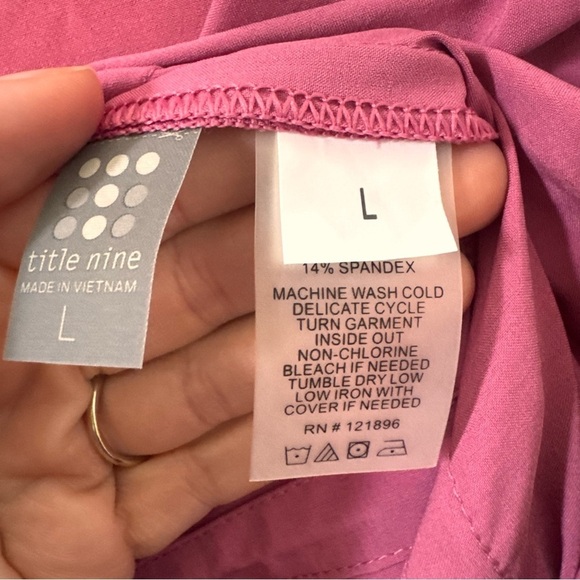 title nine
MADE IN VIETNAM
L
L
14% SPANDEX
MACHINE WASH COLD
DELICATE CYCLE
TURN GARMENT
INSIDE OUT
NON-CHLORINE
BLEACH IF NEEDED
TUMBLE DRY LOW
LOW IRON WITH
COVER IF NEEDED
RN # 121896